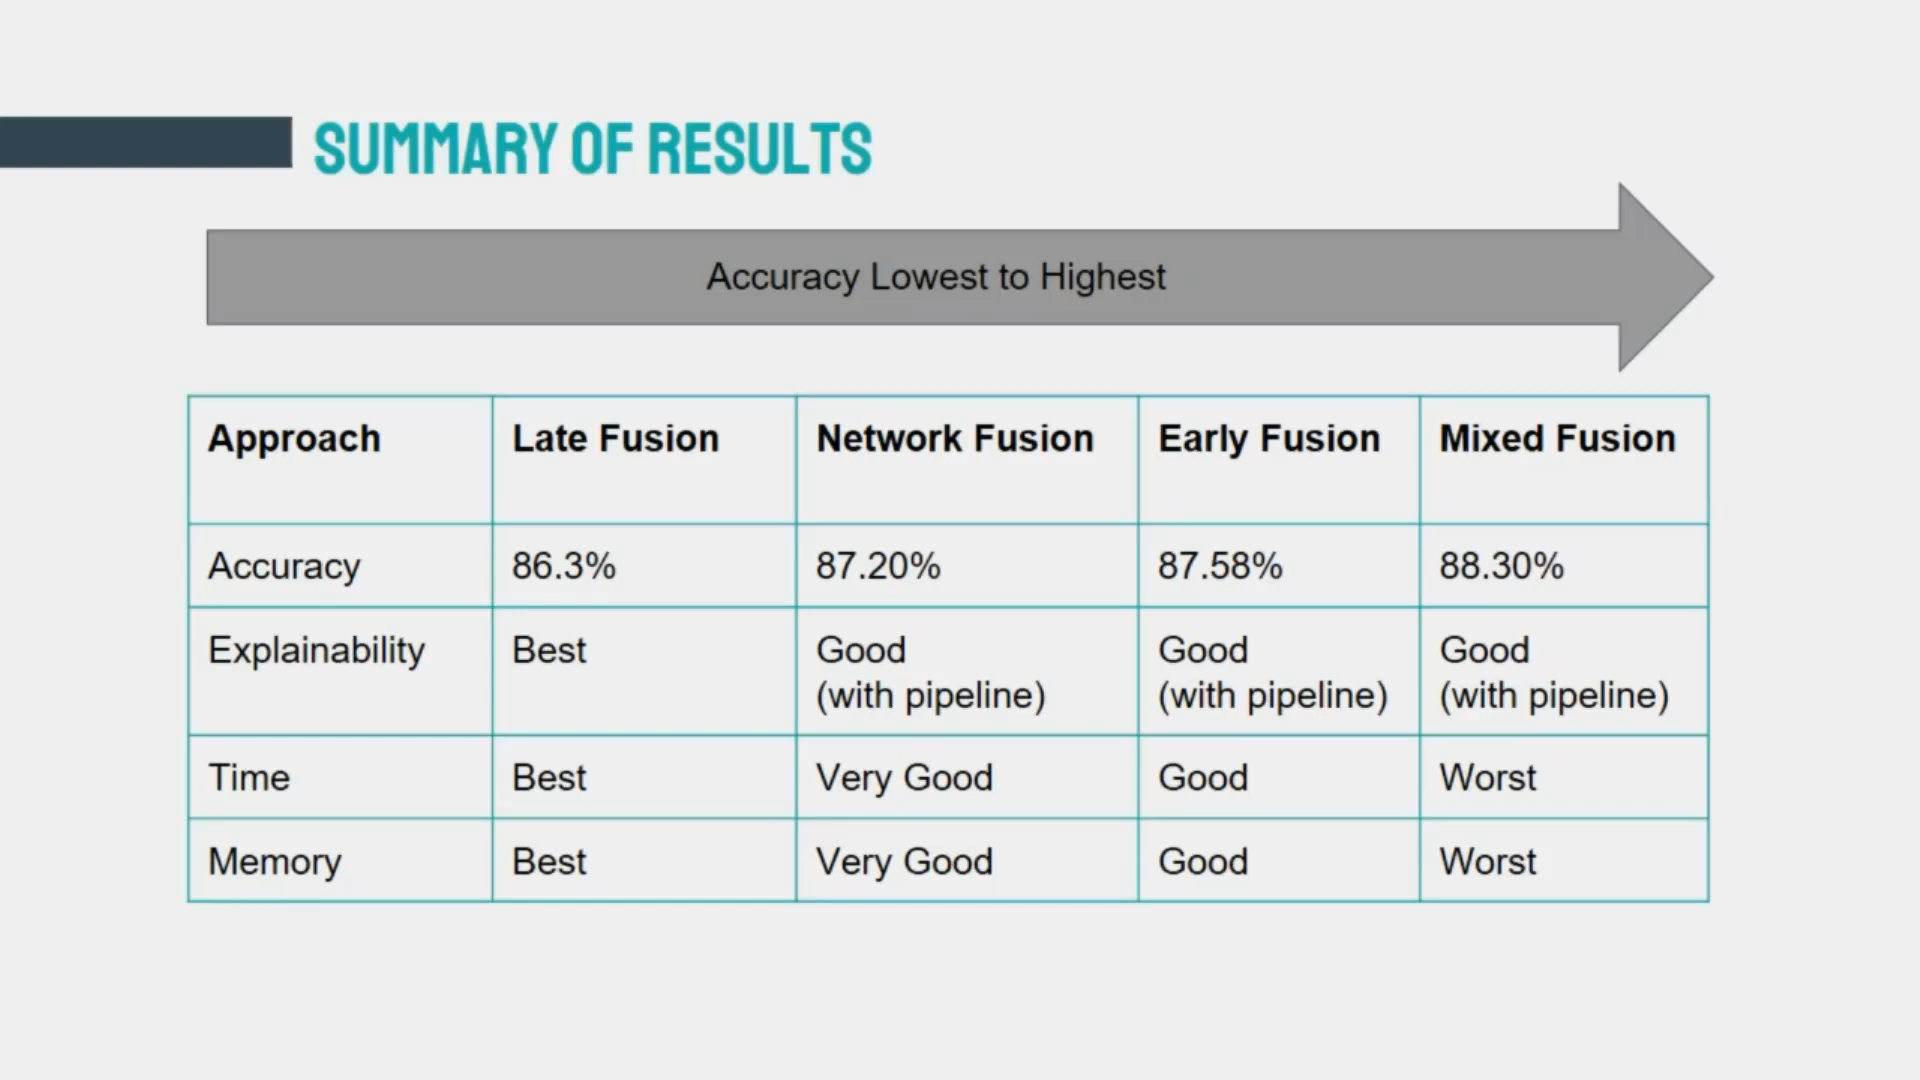 SUMMARY OF RESULTS
Accuracy Lowest to Highest
Approach Late Fusion Network Fusion Early Fusion Mixed Fusion
Accuracy 86.3% 87.20% 87.58% 88.30%
Explainability Best Good Good Good
(with pipeline) (with pipeline) (with pipeline)
Time Best Very Good Good Worst
Memory Best Very Good Good Worst